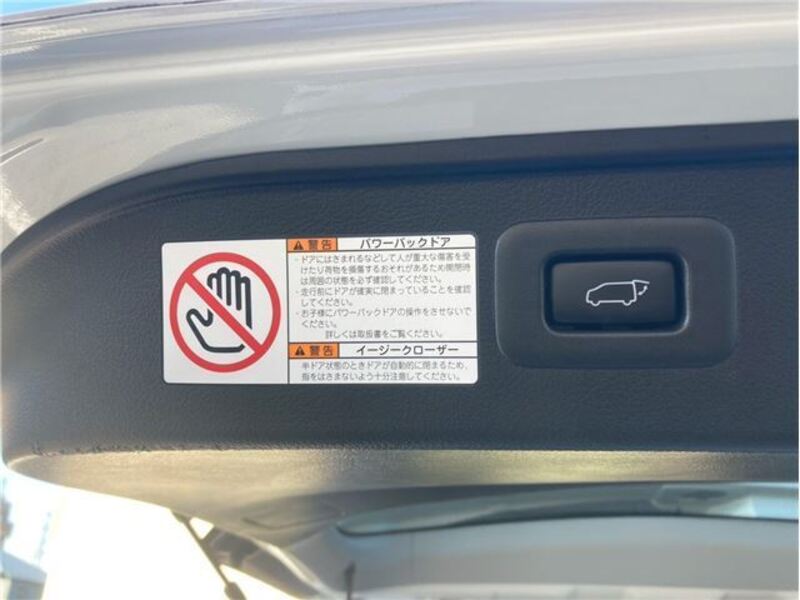 警告 パワーバックドア
・ドアにはさまれるなどして人が重大な傷害を受
けたり荷物を損傷するおそれがあるため開閉時
は周囲の状態を必ず確認してください。
・走行前にドアが確実に閉まっていることを確認
してください。
・お子様にパワーバックドアの操作をさせないで
ください。
詳しくは取扱書をご覧ください。
警告 イージークローザー
半ドア状態のときドアが自動的に閉まるため、
指をはさまないよう十分注意してください。